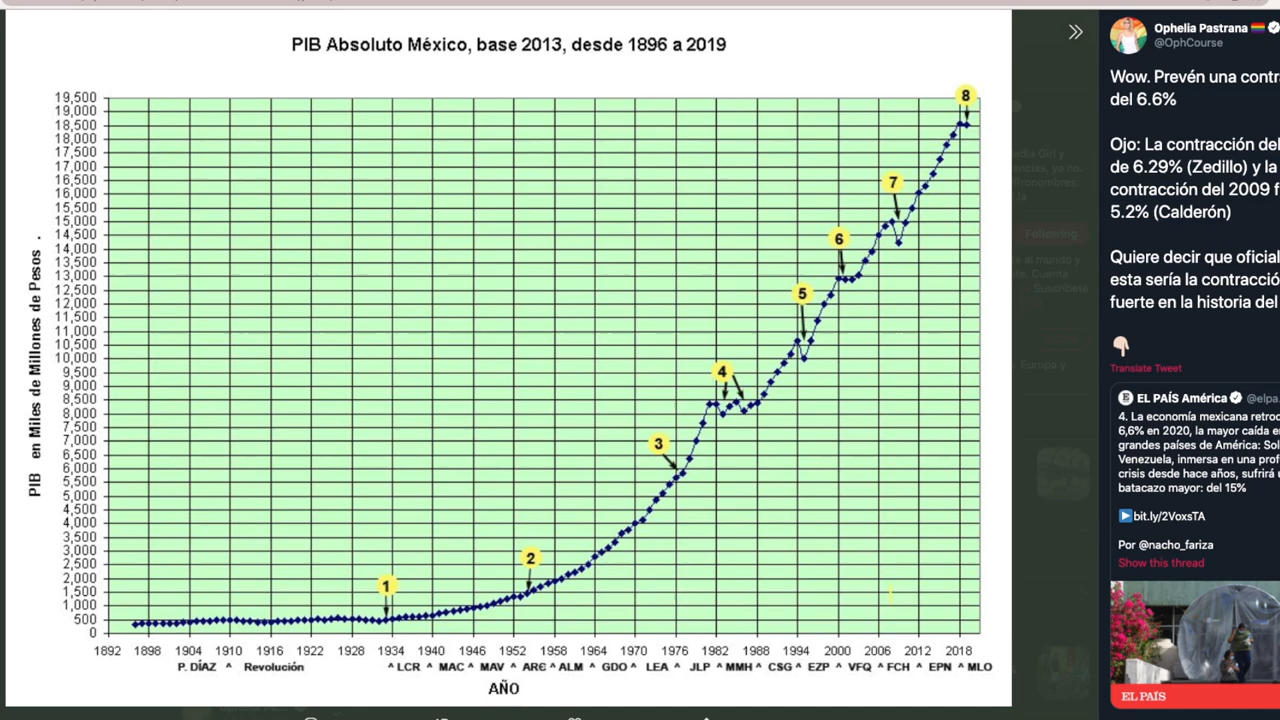 PIB Absoluto México, base 2013, desde 1896 a 2019
PIB en Miles de Millones de Pesos .
19,500
19,000
18,500
18,000
17,500
17,000
16,500
16,000
15,500
15,000
14,500
14,000
13,500
13,000
12,500
12,000
11,500
11,000
10,500
10,000
9,500
9,000
8,500
8,000
7,500
7,000
6,500
6,000
5,500
5,000
4,500
4,000
3,500
3,000
2,500
2,000
1,500
1,000
500
0
1
2
3
4
5
6
7
8
1892 1898 1904 1910 1916 1922 1928 1934 1940 1946 1952 1958 1964 1970 1976 1982 1988 1994 2000 2006 2012 2018
P. DÍAZ ^ Revolución ^ LCR ^ MAC ^ MAV ^ ARC ^ ALM ^ GDO ^ LEA ^ JLP ^ MMH ^ CSG ^ EZP ^ VFQ ^ FCH ^ EPN ^ MLO
AÑO
Ophelia Pastrana
@OphCourse
Wow. Prevén una contr
del 6.6%
Ojo: La contracción del
de 6.29% (Zedillo) y la
contracción del 2009 f
5.2% (Calderón)
Quiere decir que oficial
esta sería la contracció
fuerte en la historia del
Translate Tweet
EL PAÍS América @elpa
4. La economía mexicana retroc
6,6% en 2020, la mayor caída e
grandes países de América: Sol
Venezuela, inmersa en una prof
crisis desde hace años, sufrirá u
batacazo mayor: del 15%
bit.ly/2VoxsTA
Por @nacho_fariza
Show this thread
EL PAÍS
Following
al mundo y
Cuenta
Suscríbete
Europa y